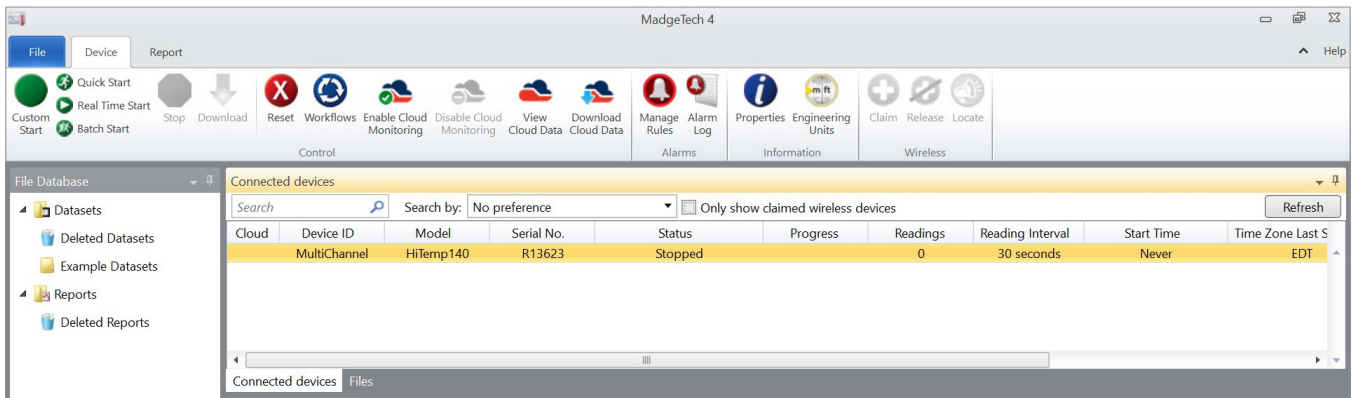 MadgeTech 4
File Device Report Help
Custom Start
Quick Start
Real Time Start
Batch Start
Stop
Download
Reset
Workflows
Enable Cloud Monitoring
Disable Cloud Monitoring
View Cloud Data
Download Cloud Data
Control
Manage Rules
Alarm Log
Alarms
Properties
m ft
Engineering Units
Information
Claim
Release
Locate
Wireless
File Database
Datasets
Deleted Datasets
Example Datasets
Reports
Deleted Reports
Connected devices
Search Search by: No preference Only show claimed wireless devices Refresh
Cloud Device ID Model Serial No. Status Progress Readings Reading Interval Start Time Time Zone Last S
MultiChannel HiTemp140 R13623 Stopped 0 30 seconds Never EDT
Connected devices Files